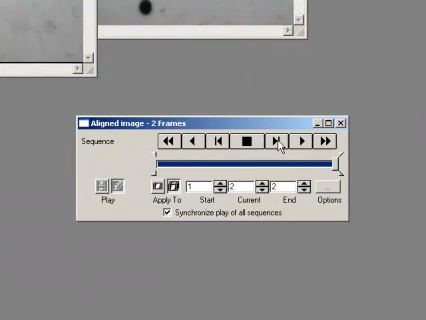 Aligned image - 2 Frames
Sequence
1 2 2
Play Apply To Start Current End Options
Synchronize play of all sequences